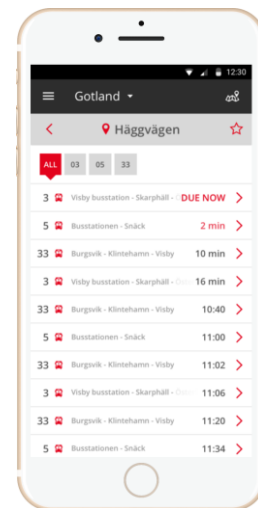 12:30
Gotland
Häggvägen
ALL 03 05 33
3 Visby busstation - Skarphäll - DUE NOW
5 Busstationen - Snäck 2 min
33 Burgsvik - Klintehamn - Visby 10 min
3 Visby busstation - Skarphäll - 16 min
33 Burgsvik - Klintehamn - Visby 10:40
5 Busstationen - Snäck 11:00
33 Burgsvik - Klintehamn - Visby 11:02
3 Visby busstation - Skarphäll - 11:06
33 Burgsvik - Klintehamn - Visby 11:20
5 Busstationen - Snäck 11:34